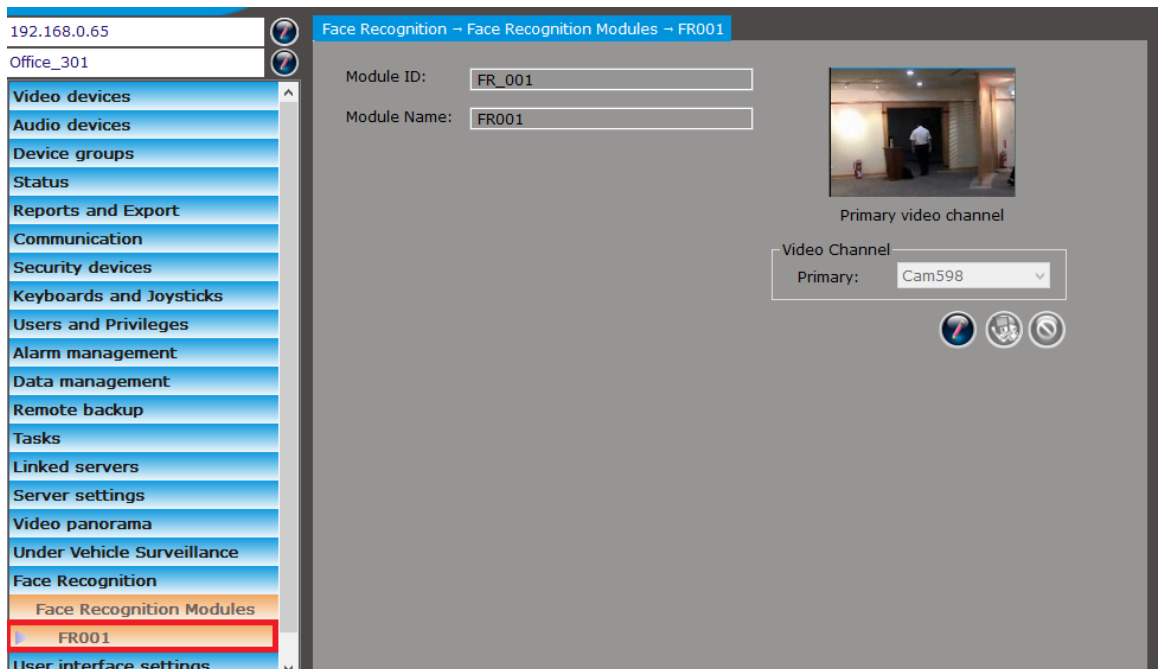 192.168.0.65
Office_301
Video devices
Audio devices
Device groups
Status
Reports and Export
Communication
Security devices
Keyboards and Joysticks
Users and Privileges
Alarm management
Data management
Remote backup
Tasks
Linked servers
Server settings
Video panorama
Under Vehicle Surveillance
Face Recognition
Face Recognition Modules
FR001
User interface settings
Face Recognition → Face Recognition Modules → FR001
Module ID: FR_001
Module Name: FR001
Primary video channel
Video Channel
Primary: Cam598